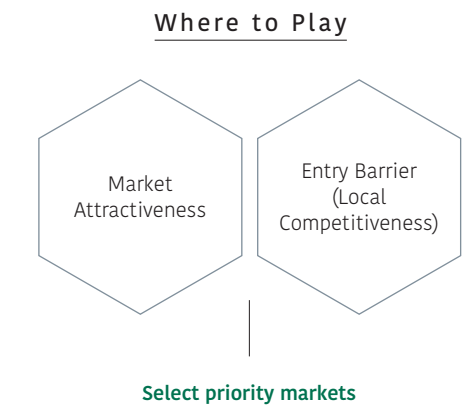 Where to Play
Market
Attractiveness
Entry Barrier
(Local
Competitiveness)
Select priority markets